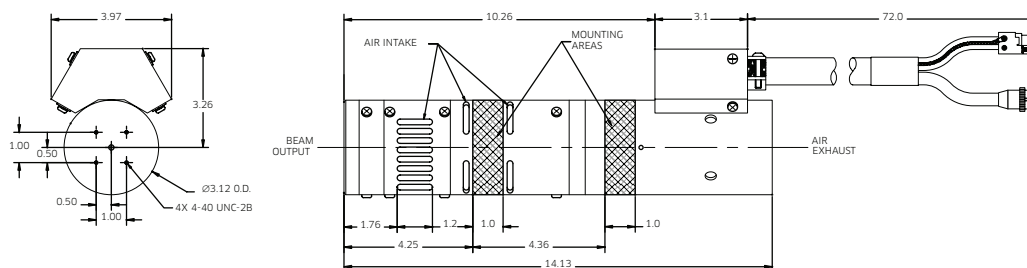 3.97
3.26
1.00
0.50
0.50
1.00
Ø3.12 O.D.
4X 4-40 UNC-2B
10.26
3.1
72.0
AIR INTAKE
MOUNTING
AREAS
BEAM
OUTPUT
AIR
EXHAUST
1.76
1.2
1.0
1.0
4.25
4.36
14.13